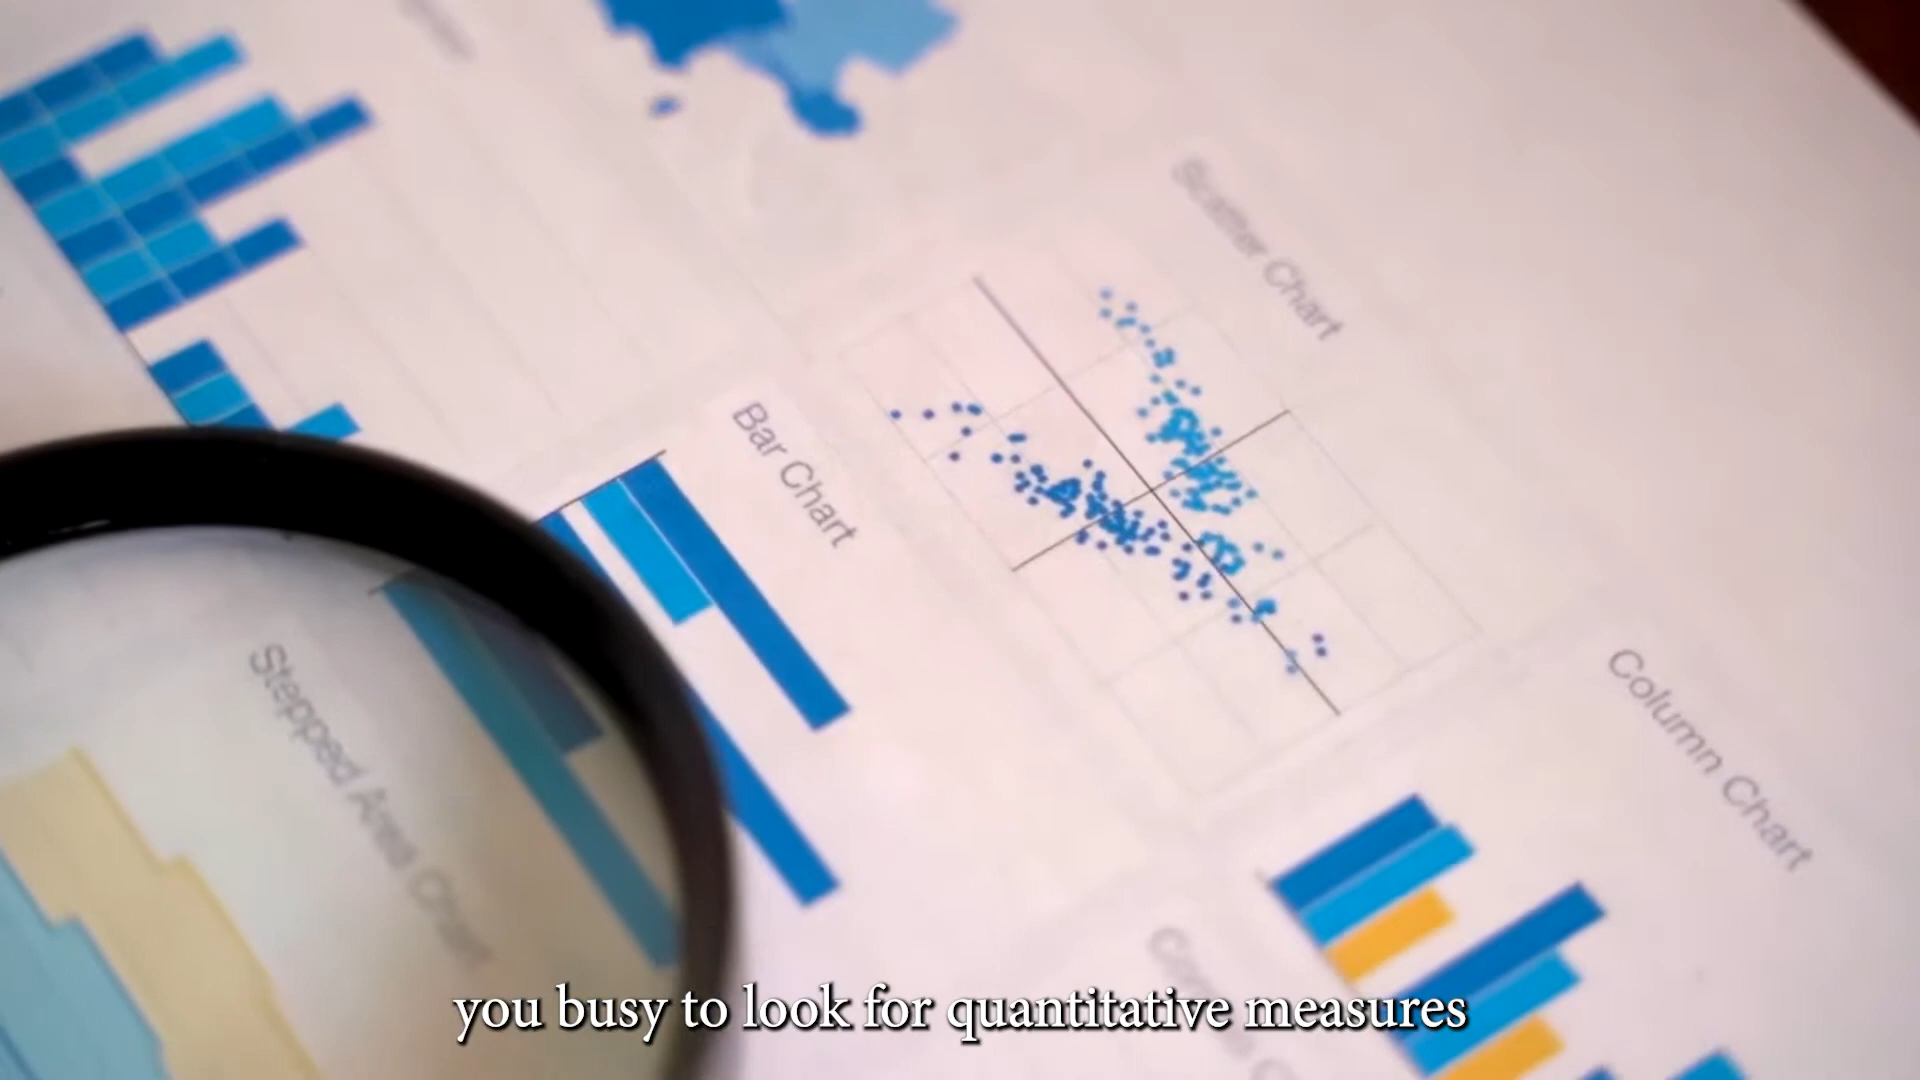 Scatter Chart
Bar Chart
Column Chart
Stepped Area Chart
you busy to look for quantitative measures